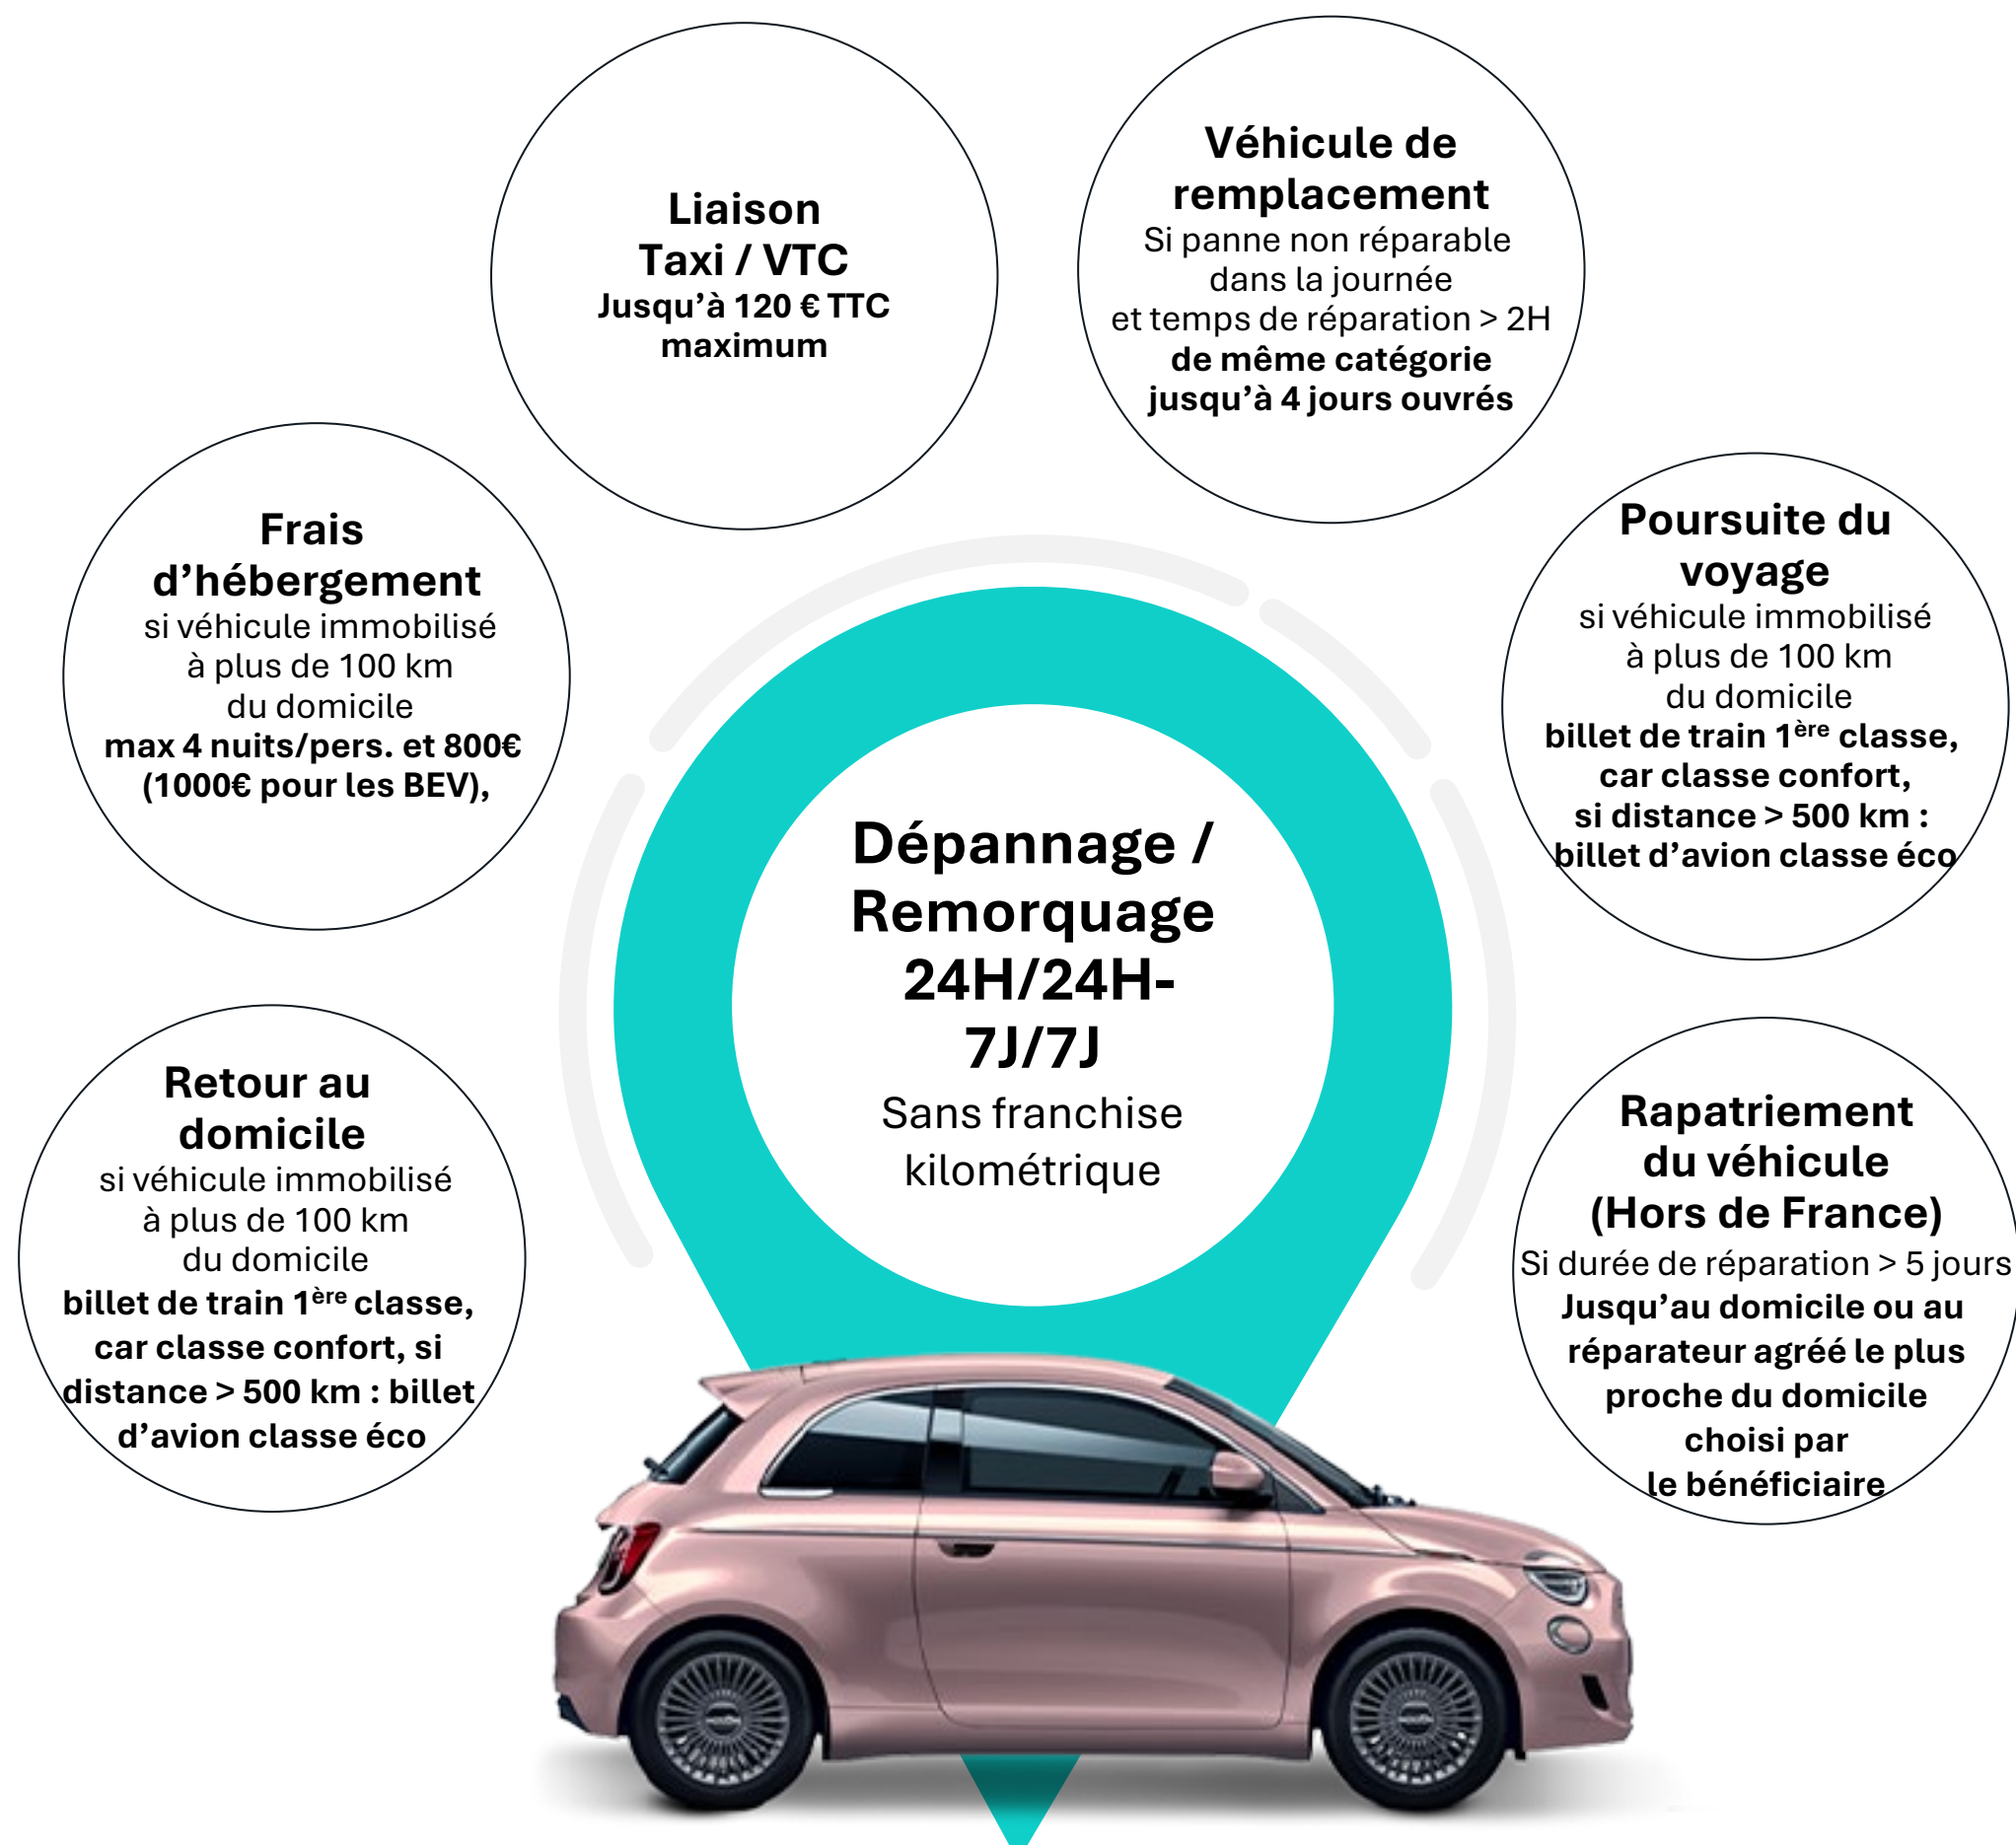 Liaison
Taxi / VTC
Jusqu’à 120 € TTC
maximum
Véhicule de
remplacement
Si panne non réparable
dans la journée
et temps de réparation > 2H
de même catégorie
jusqu’à 4 jours ouvrés
Frais
d’hébergement
si véhicule immobilisé
à plus de 100 km
du domicile
max 4 nuits/pers. et 800€
(1000€ pour les BEV),
Poursuite du
voyage
si véhicule immobilisé
à plus de 100 km
du domicile
billet de train 1ère classe,
car classe confort,
si distance > 500 km :
billet d’avion classe éco
Dépannage /
Remorquage
24H/24H-
7J/7J
Sans franchise
kilométrique
Retour au
domicile
si véhicule immobilisé
à plus de 100 km
du domicile
billet de train 1ère classe,
car classe confort, si
distance > 500 km : billet
d’avion classe éco
Rapatriement
du véhicule
(Hors de France)
Si durée de réparation > 5 jours
Jusqu’au domicile ou au
réparateur agréé le plus
proche du domicile
choisi par
le bénéficiaire